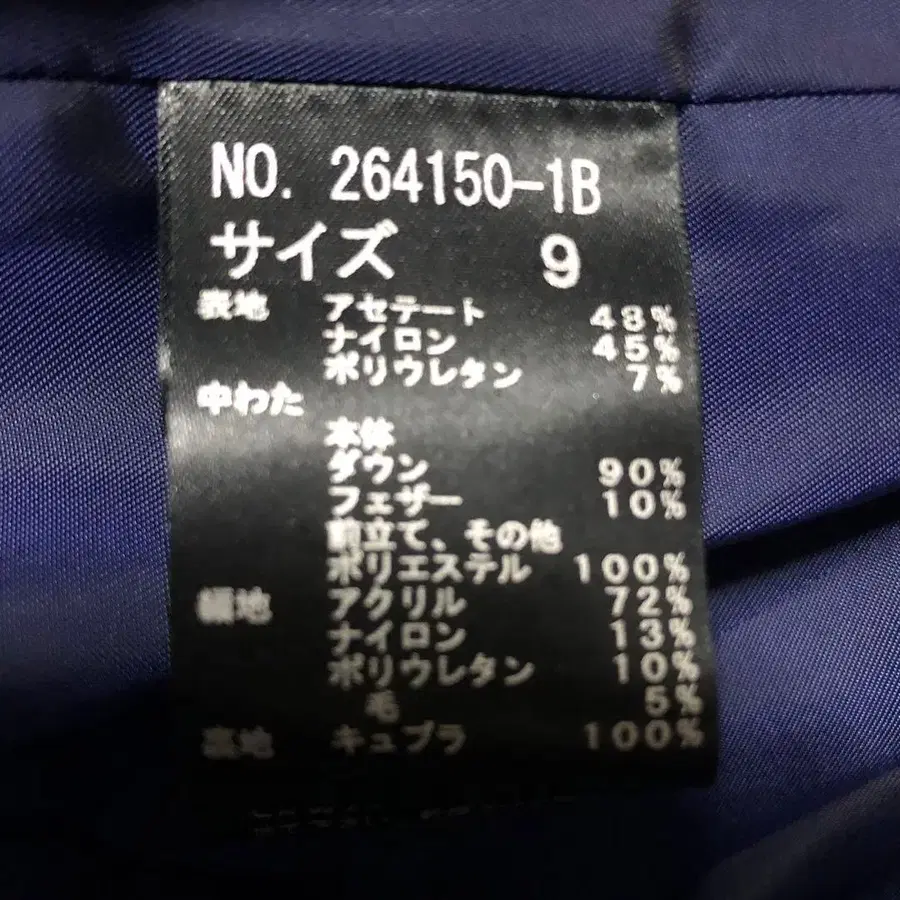 NO. 264150-1B
サイズ 9
表地 アセテート 48%
ナイロン 45%
ポリウレタン 7%
中わた
本体
ダウン 90%
フェザー 10%
前立て、その他
ポリエステル 100%
別地 アクリル 72%
ナイロン 13%
ポリウレタン 10%
毛 5%
裏地 キュプラ 100%